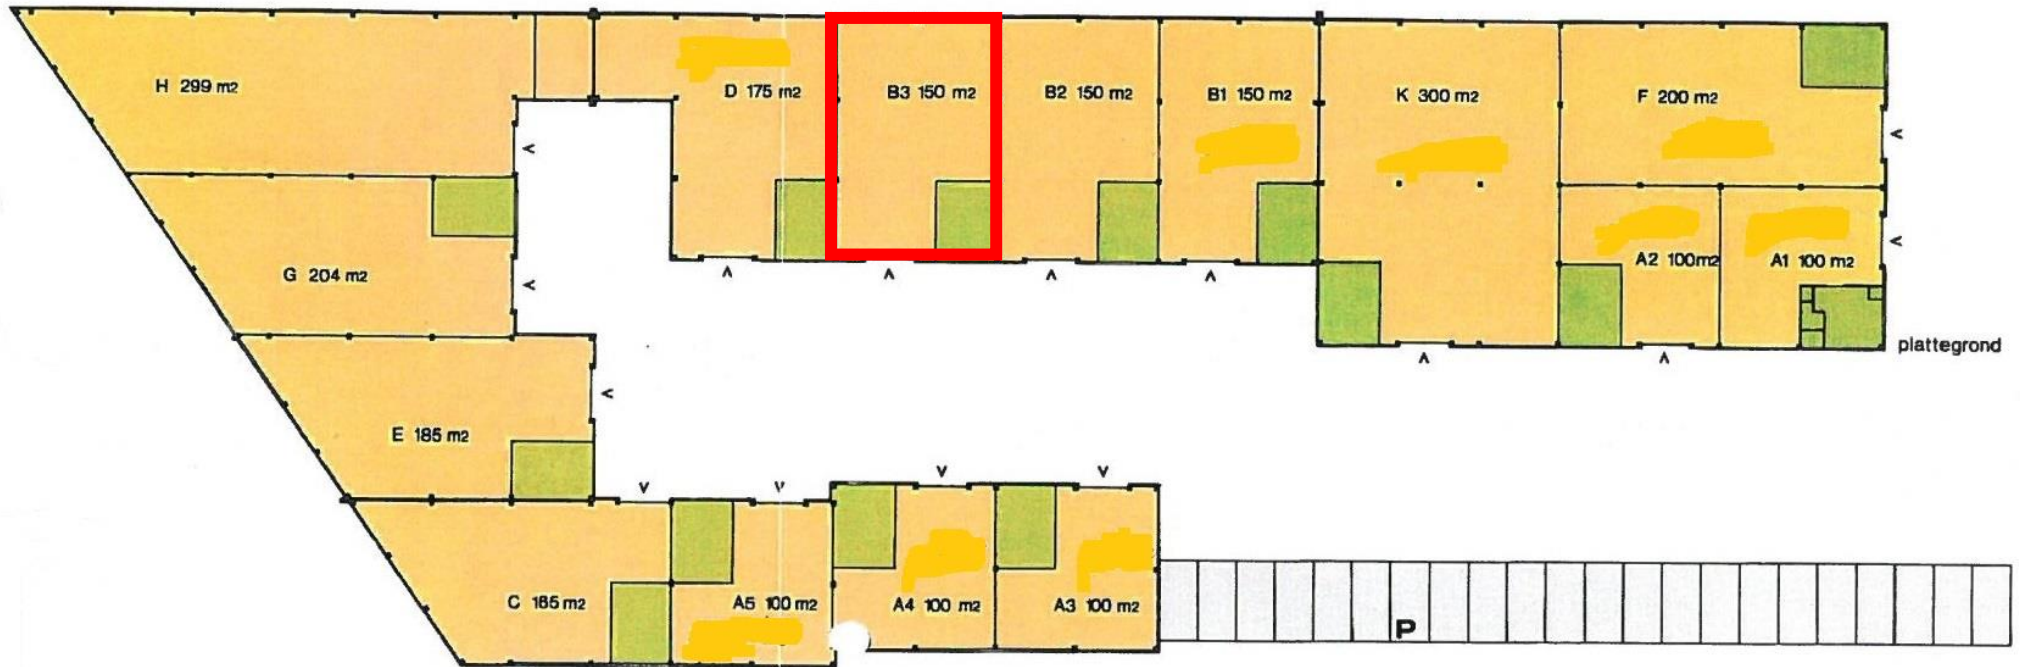 H 299 m2
D 175 m2
B3 150 m2
B2 150 m2
B1 150 m2
K 300 m2
F 200 m2
G 204 m2
A2 100m2
A1 100 m2
plattegrond
E 185 m2
C 165 m2
A5 100 m2
A4 100 m2
A3 100 m2
P